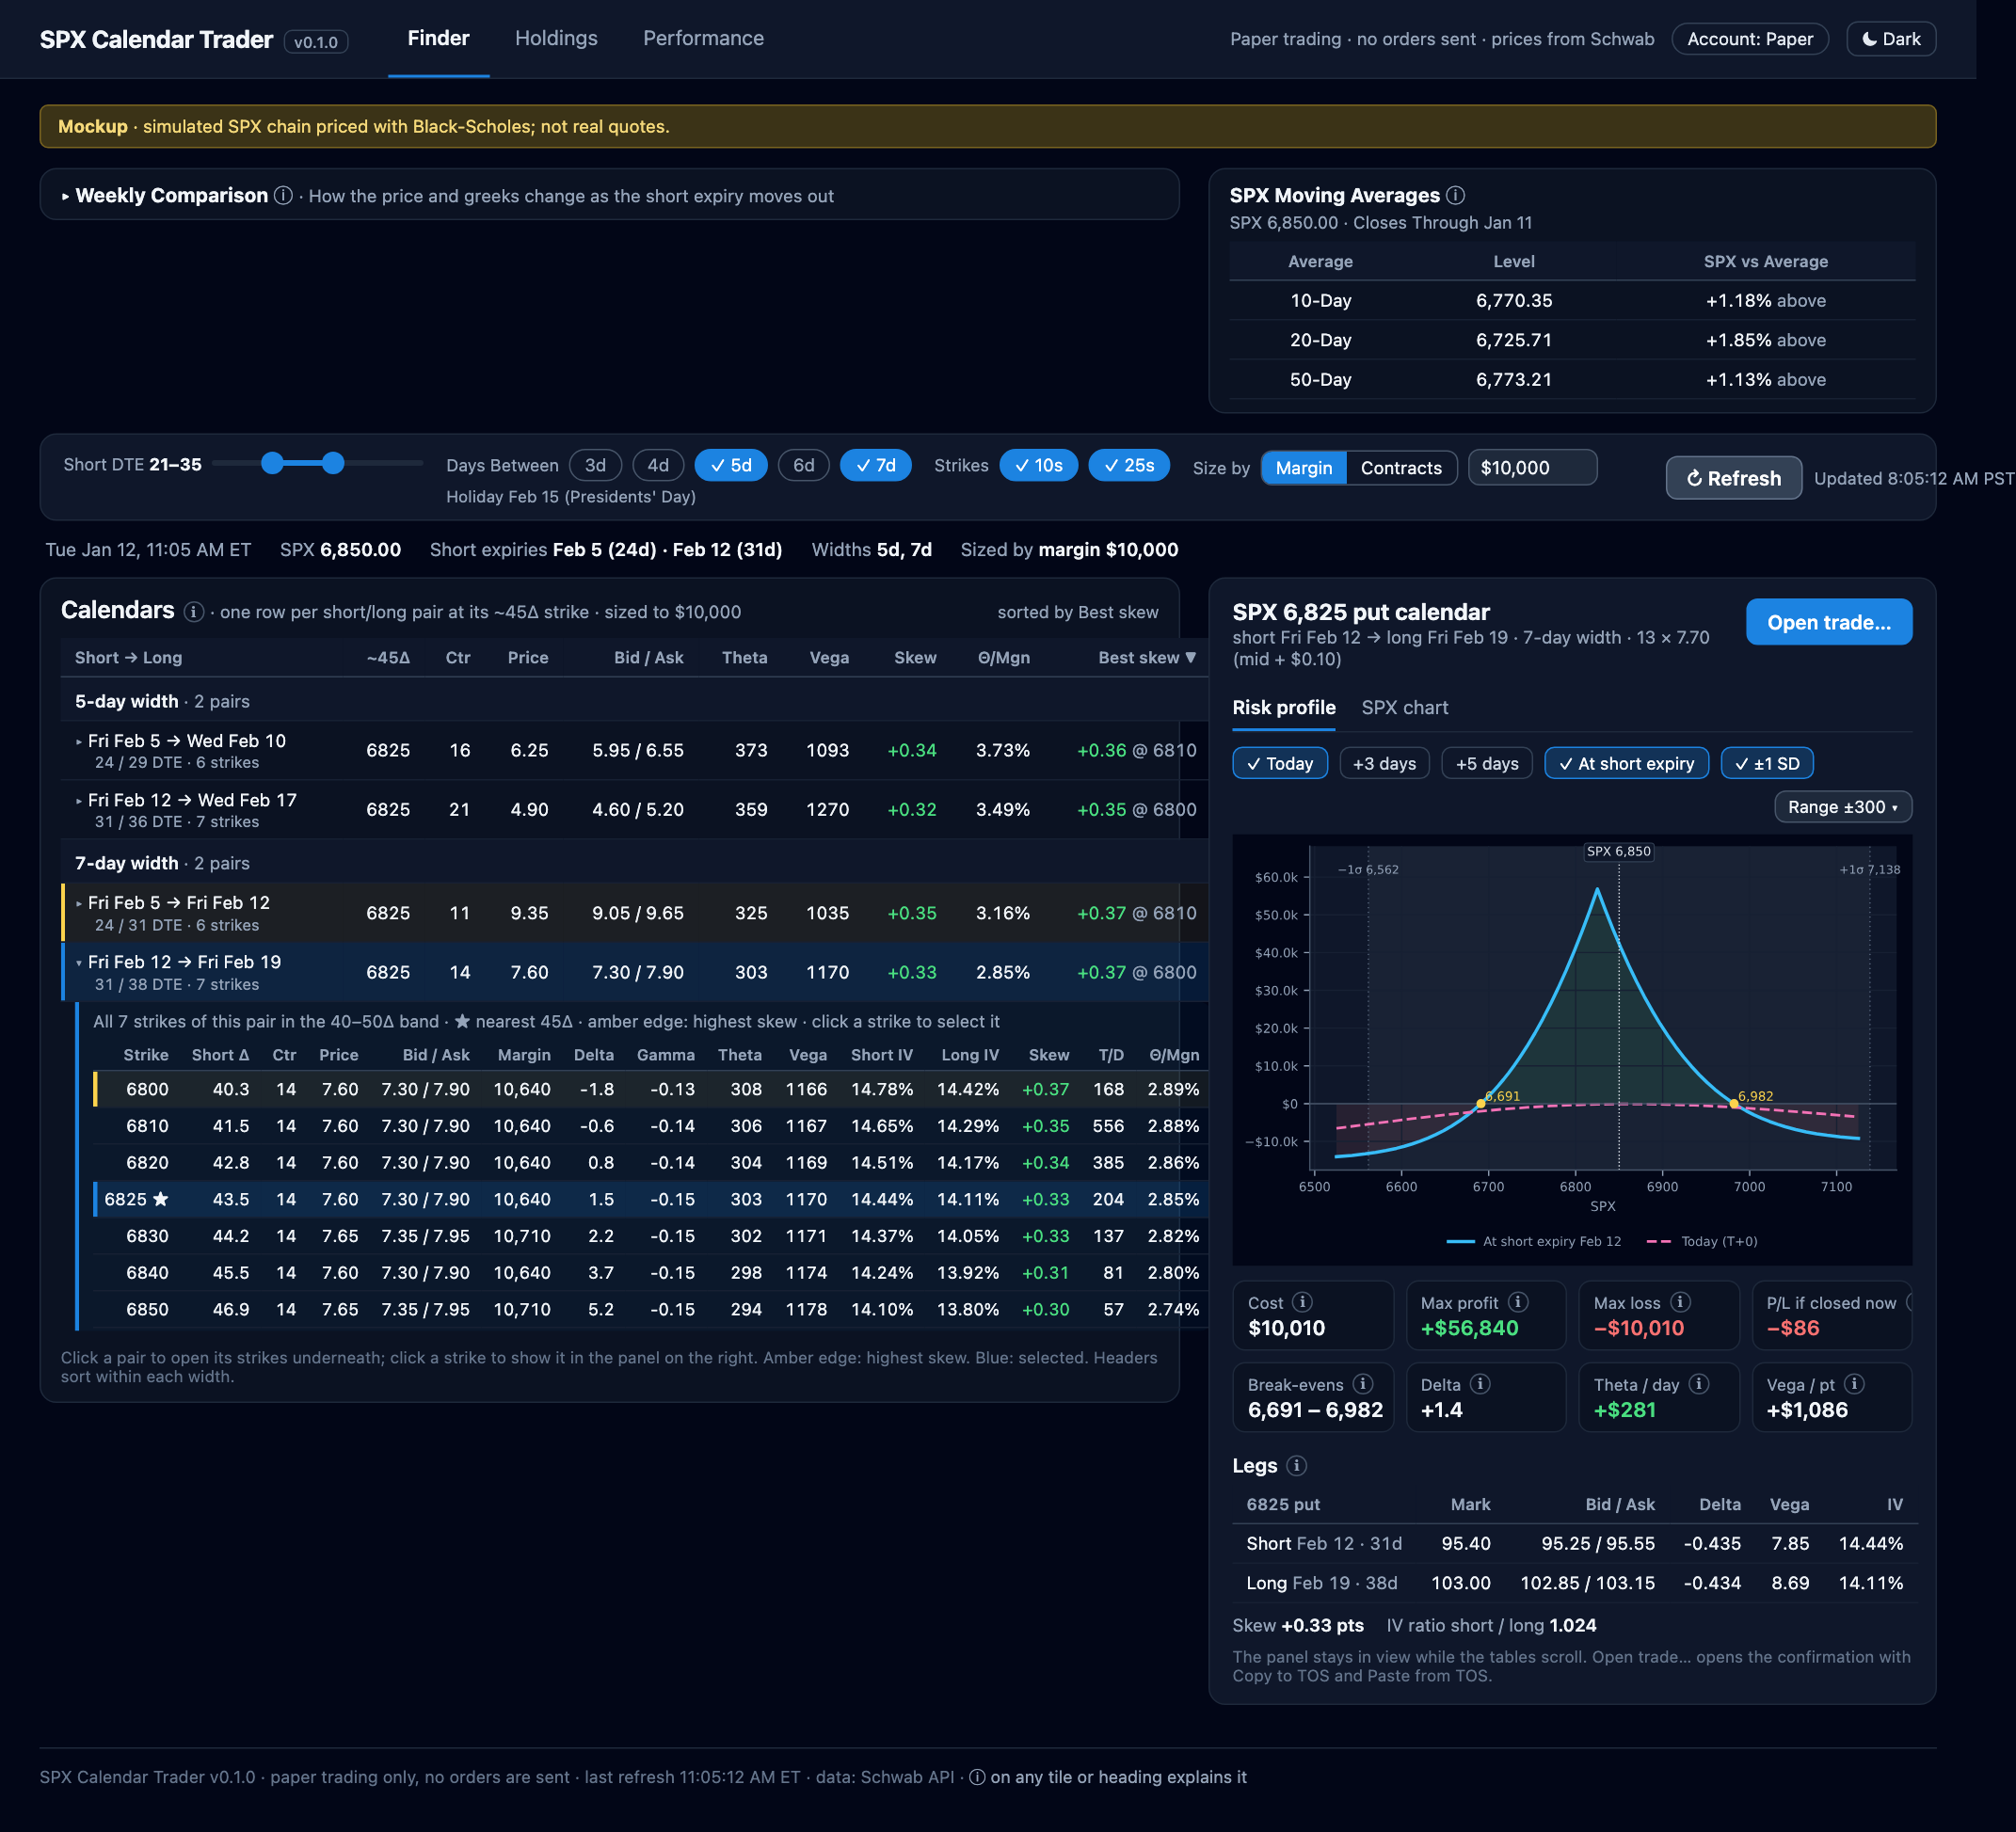 SPX Calendar Trader v0.1.0 Finder Holdings Performance Paper trading · no orders sent · prices from Schwab Account: Paper Dark
Mockup · simulated SPX chain priced with Black-Scholes; not real quotes.
▸ Weekly Comparison ⓘ · How the price and greeks change as the short expiry moves out
SPX Moving Averages ⓘ
SPX 6,850.00 · Closes Through Jan 11
Average Level SPX vs Average
10-Day 6,770.35 +1.18% above
20-Day 6,725.71 +1.85% above
50-Day 6,773.21 +1.13% above
Short DTE 21–35 Days Between 3d 4d ✓ 5d 6d ✓ 7d Strikes ✓ 10s ✓ 25s Size by Margin Contracts $10,000 ↻ Refresh Updated 8:05:12 AM PST
Holiday Feb 15 (Presidents' Day)
Tue Jan 12, 11:05 AM ET SPX 6,850.00 Short expiries Feb 5 (24d) · Feb 12 (31d) Widths 5d, 7d Sized by margin $10,000
Calendars ⓘ · one row per short/long pair at its ~45Δ strike · sized to $10,000 sorted by Best skew
Short → Long ~45Δ Ctr Price Bid / Ask Theta Vega Skew Θ/Mgn Best skew ▼
5-day width · 2 pairs
▸ Fri Feb 5 → Wed Feb 10 6825 16 6.25 5.95 / 6.55 373 1093 +0.34 3.73% +0.36 @ 6810
24 / 29 DTE · 6 strikes
▸ Fri Feb 12 → Wed Feb 17 6825 21 4.90 4.60 / 5.20 359 1270 +0.32 3.49% +0.35 @ 6800
31 / 36 DTE · 7 strikes
7-day width · 2 pairs
▸ Fri Feb 5 → Fri Feb 12 6825 11 9.35 9.05 / 9.65 325 1035 +0.35 3.16% +0.37 @ 6810
24 / 31 DTE · 6 strikes
▾ Fri Feb 12 → Fri Feb 19 6825 14 7.60 7.30 / 7.90 303 1170 +0.33 2.85% +0.37 @ 6800
31 / 38 DTE · 7 strikes
All 7 strikes of this pair in the 40–50Δ band · ★ nearest 45Δ · amber edge: highest skew · click a strike to select it
Strike Short Δ Ctr Price Bid / Ask Margin Delta Gamma Theta Vega Short IV Long IV Skew T/D Θ/Mgn
6800 40.3 14 7.60 7.30 / 7.90 10,640 -1.8 -0.13 308 1166 14.78% 14.42% +0.37 168 2.89%
6810 41.5 14 7.60 7.30 / 7.90 10,640 -0.6 -0.14 306 1167 14.65% 14.29% +0.35 556 2.88%
6820 42.8 14 7.60 7.30 / 7.90 10,640 0.8 -0.14 304 1169 14.51% 14.17% +0.34 385 2.86%
6825 ★ 43.5 14 7.60 7.30 / 7.90 10,640 1.5 -0.15 303 1170 14.44% 14.11% +0.33 204 2.85%
6830 44.2 14 7.65 7.35 / 7.95 10,710 2.2 -0.15 302 1171 14.37% 14.05% +0.33 137 2.82%
6840 45.5 14 7.60 7.30 / 7.90 10,640 3.7 -0.15 298 1174 14.24% 13.92% +0.31 81 2.80%
6850 46.9 14 7.65 7.35 / 7.95 10,710 5.2 -0.15 294 1178 14.10% 13.80% +0.30 57 2.74%
Click a pair to open its strikes underneath; click a strike to show it in the panel on the right. Amber edge: highest skew. Blue: selected. Headers
sort within each width.
SPX 6,825 put calendar Open trade…
short Fri Feb 12 → long Fri Feb 19 · 7-day width · 13 × 7.70
(mid + $0.10)
Risk profile SPX chart
✓ Today +3 days +5 days ✓ At short expiry ✓ ±1 SD
Range ±300 ▾
SPX 6,850
−1σ 6,562 +1σ 7,138
$60.0k
$50.0k
$40.0k
$30.0k
$20.0k
$10.0k
$0 6,691 6,982
−$10.0k
6500 6600 6700 6800 6900 7000 7100
SPX
At short expiry Feb 12 Today (T+0)
Cost ⓘ Max profit ⓘ Max loss ⓘ P/L if closed now
$10,010 +$56,840 −$10,010 −$86
Break-evens ⓘ Delta ⓘ Theta / day ⓘ Vega / pt ⓘ
6,691 – 6,982 +1.4 +$281 +$1,086
Legs ⓘ
6825 put Mark Bid / Ask Delta Vega IV
Short Feb 12 · 31d 95.40 95.25 / 95.55 -0.435 7.85 14.44%
Long Feb 19 · 38d 103.00 102.85 / 103.15 -0.434 8.69 14.11%
Skew +0.33 pts IV ratio short / long 1.024
The panel stays in view while the tables scroll. Open trade… opens the confirmation with
Copy to TOS and Paste from TOS.
SPX Calendar Trader v0.1.0 · paper trading only, no orders are sent · last refresh 11:05:12 AM ET · data: Schwab API · ⓘ on any tile or heading explains it